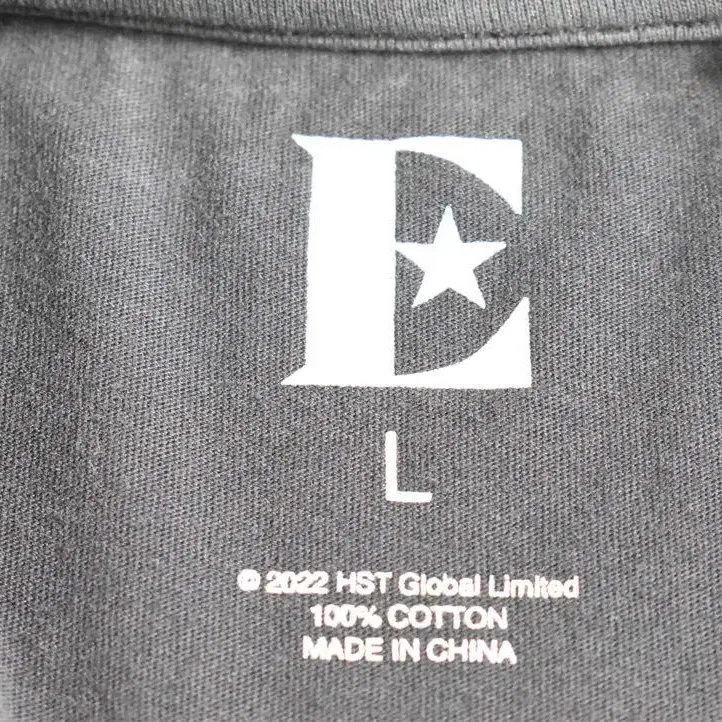 E
L
© 2022 HST Global Limited
100% COTTON
MADE IN CHINA